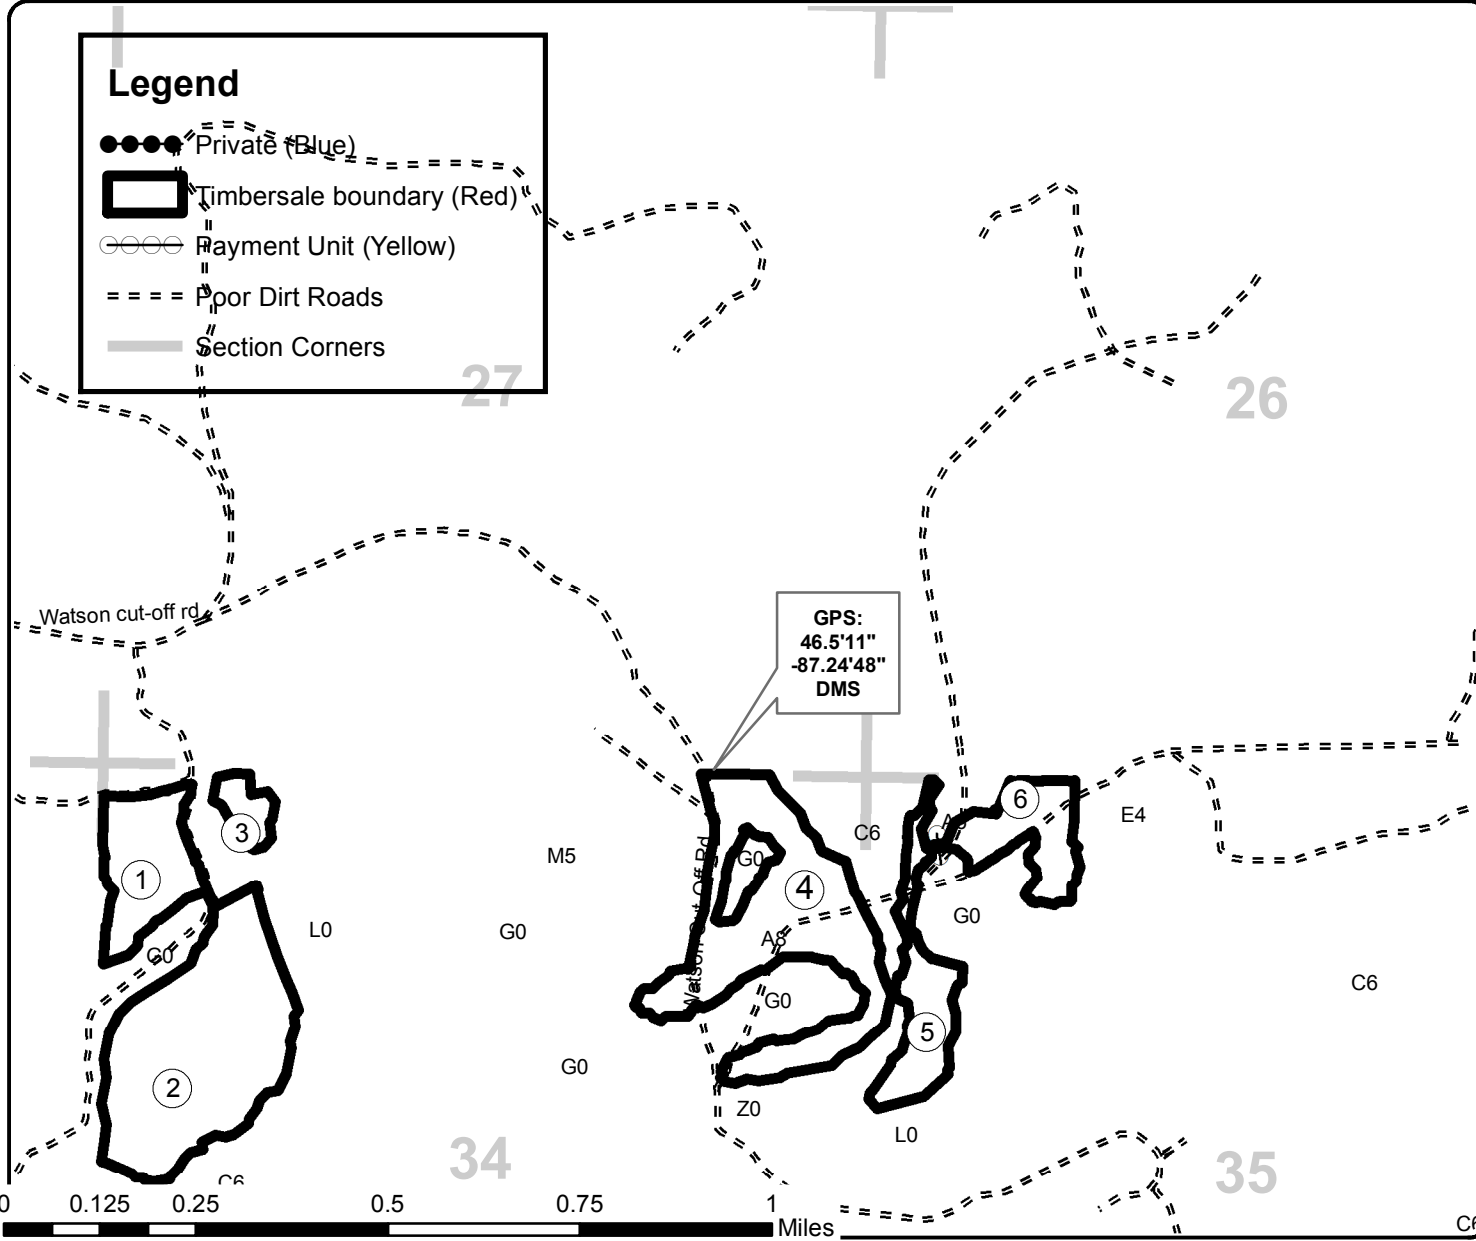 Legend
Private (Blue)
Timbersale boundary (Red)
Payment Unit (Yellow)
Poor Dirt Roads
Section Corners
27
26
Watson cut-off rd
GPS:
46.5'11"
-87.24'48"
DMS
6
3
1
4
5
2
E4
C6
M5
G0
L0
G0
G0
G0
A8
G0
C6
G0
Z0
L0
Watson Cut Off Rd
34
35
C6
0 0.125 0.25 0.5 0.75 1
Miles
C6